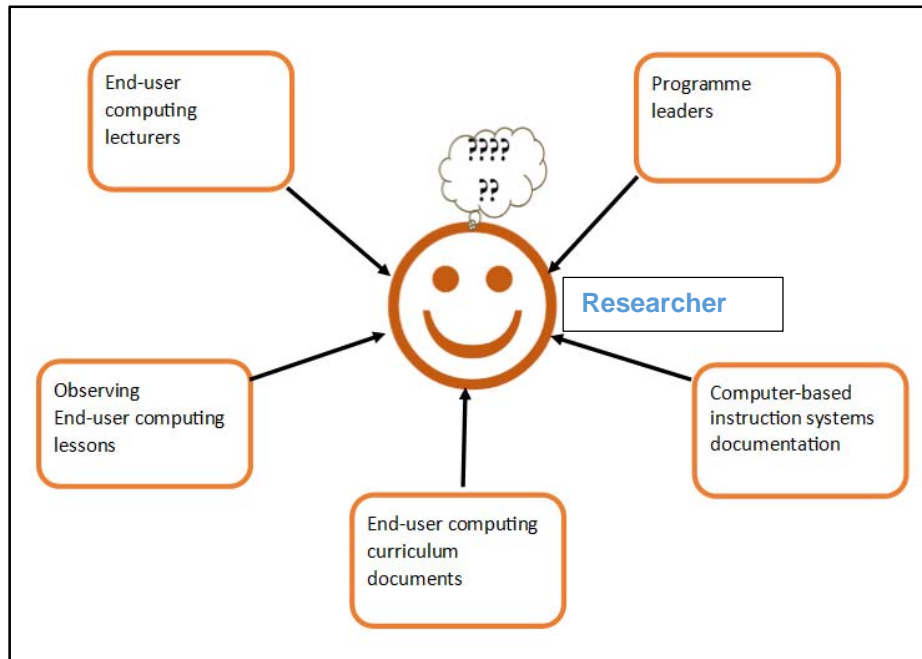 End-user
computing
lecturers
Programme
leaders
????
??
Researcher
Observing
End-user computing
lessons
Computer-based
instruction systems
documentation
End-user computing
curriculum
documents